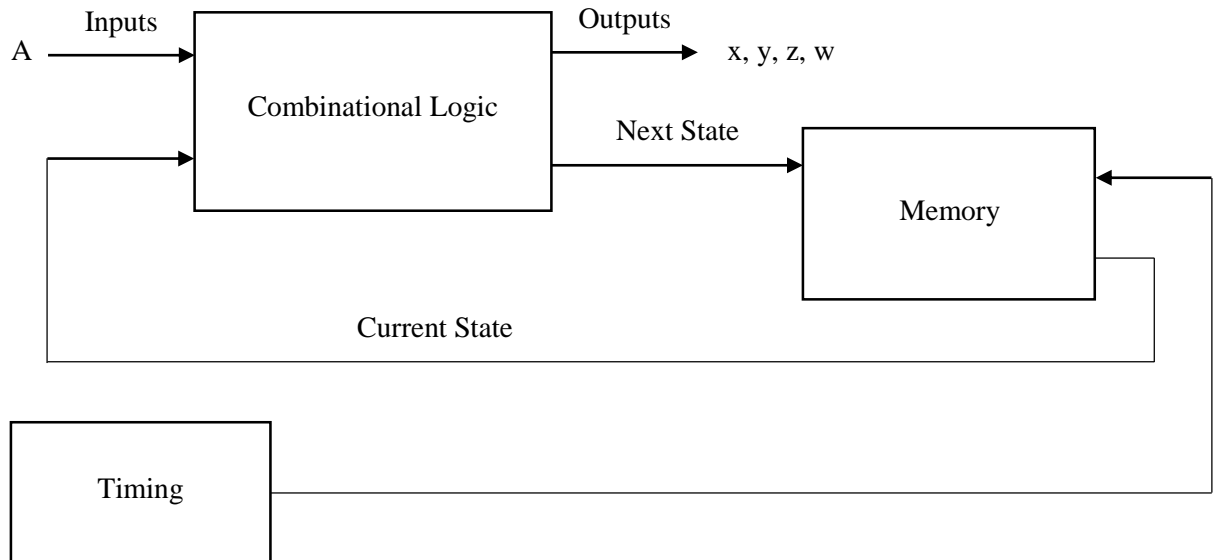 Inputs
Outputs
A
x, y, z, w
Combinational Logic
Next State
Memory
Current State
Timing